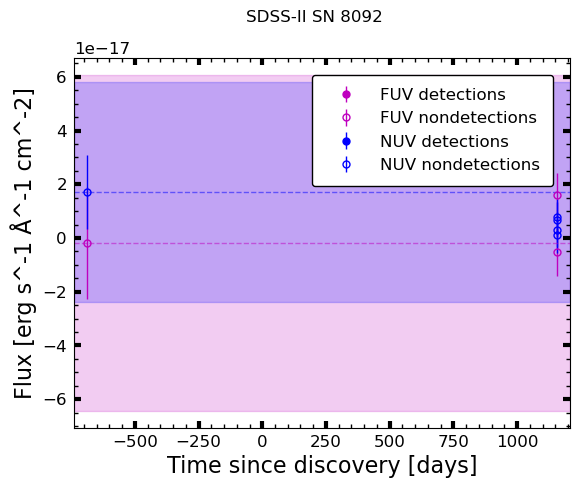 SDSS-II SN 8092
1e−17
FUV detections
FUV nondetections
NUV detections
NUV nondetections
6
4
2
0
−2
−4
−6
Flux [erg s^-1 Å^-1 cm^-2]
−500 −250 0 250 500 750 1000
Time since discovery [days]